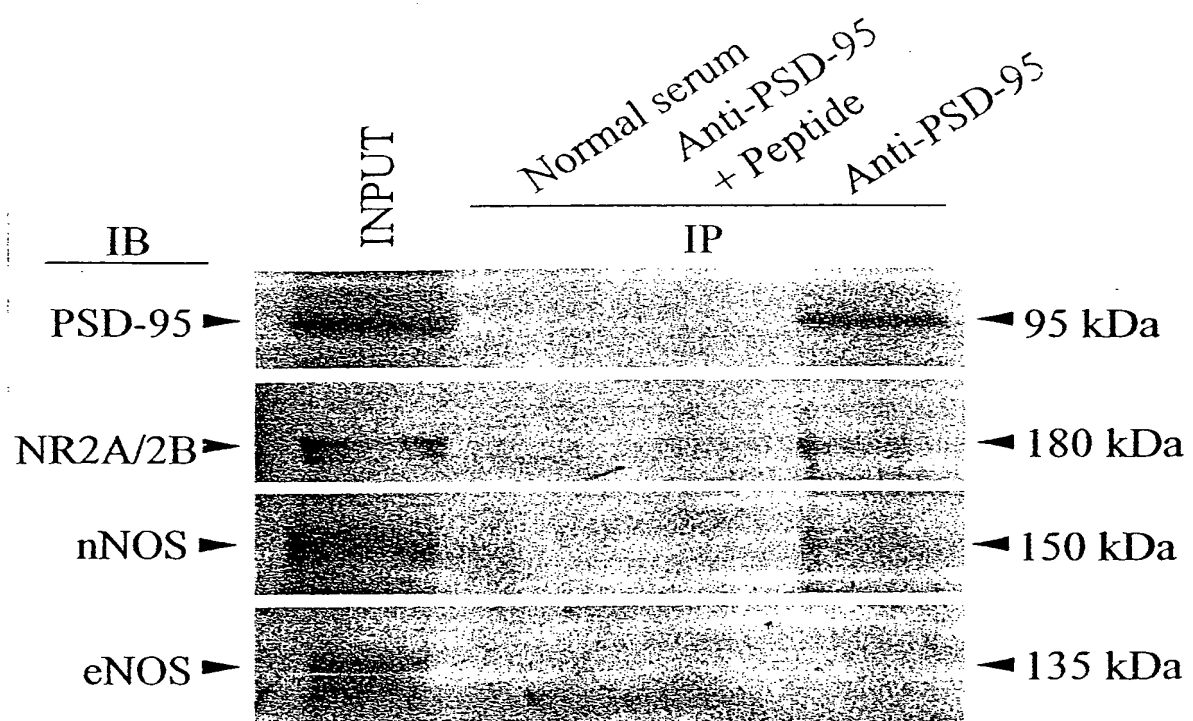 INPUT
Normal serum
Anti-PSD-95
+ Peptide
Anti-PSD-95
IB
IP
PSD-95
95 kDa
NR2A/2B
180 kDa
nNOS
150 kDa
eNOS
135 kDa